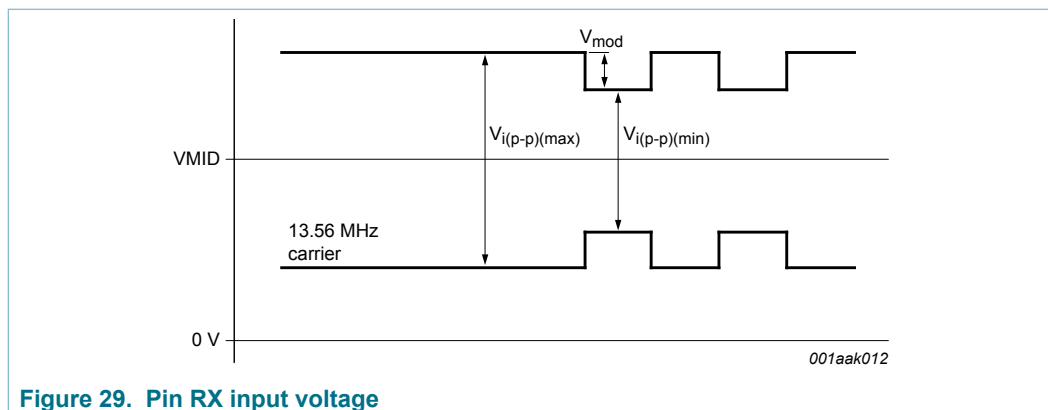 Vmod
Vi(p-p)(max)
Vi(p-p)(min)
VMID
13.56 MHz
carrier
0 V
001aak012
Figure 29. Pin RX input voltage